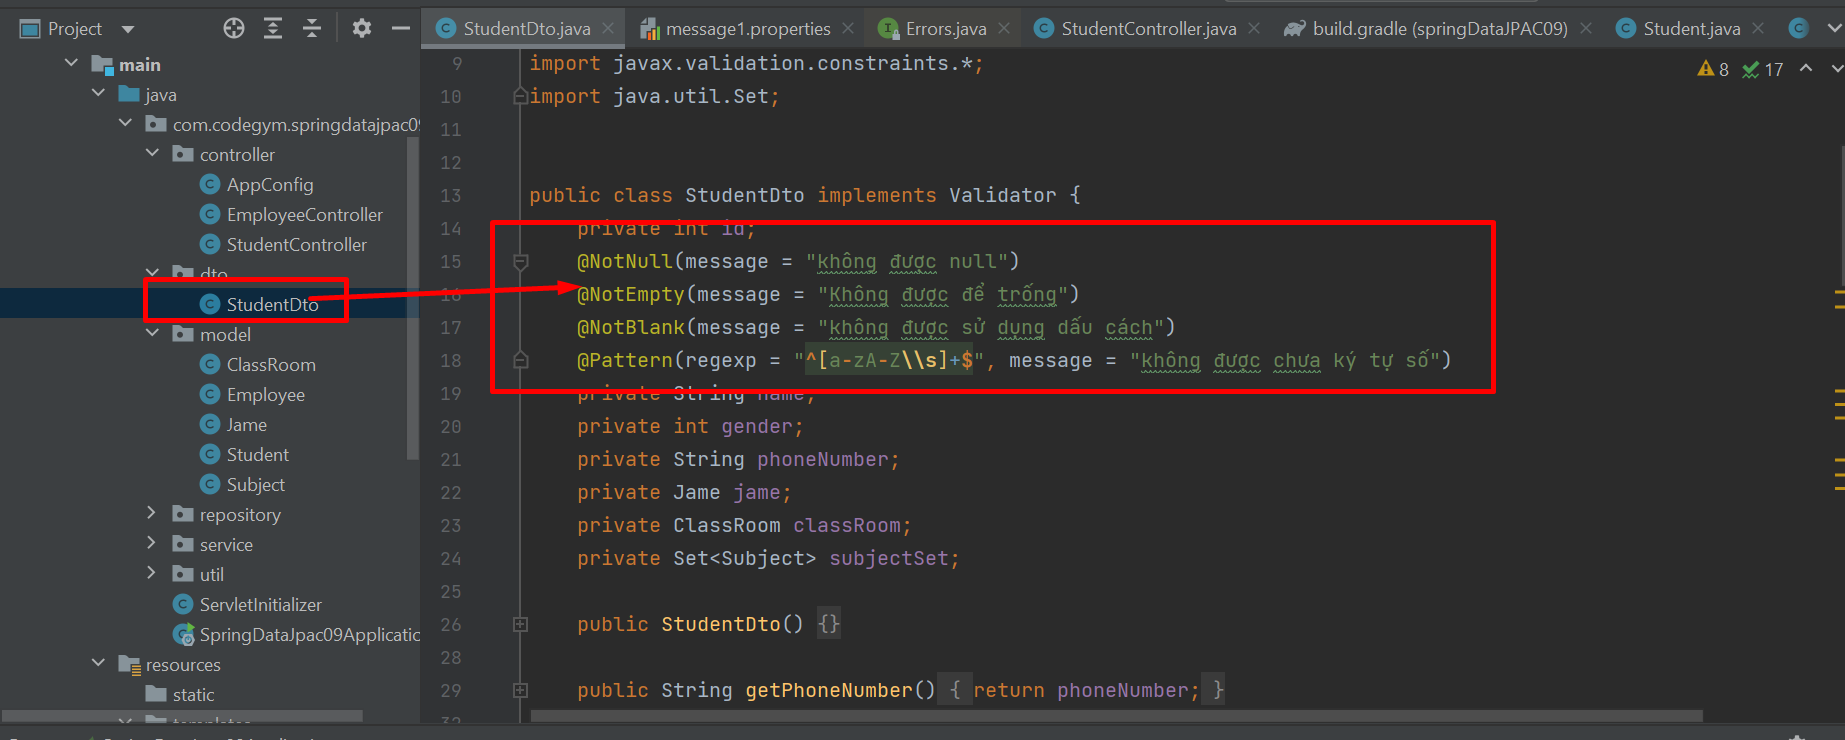 Project
StudentDto.java
message1.properties
Errors.java
StudentController.java
build.gradle (springDataJPAC09)
Student.java
main
java
com.codegym.springdatajpac09
controller
AppConfig
EmployeeController
StudentController
dto
StudentDto
model
ClassRoom
Employee
Jame
Student
Subject
repository
service
util
ServletInitializer
SpringDataJpac09Applicatio
resources
static
templates
8 17
9 import javax.validation.constraints.*;
10 import java.util.Set;
11
12
13 public class StudentDto implements Validator {
14 private int id;
15 @NotNull(message = "không được null")
16 @NotEmpty(message = "Không được để trống")
17 @NotBlank(message = "không được sử dụng dấu cách")
18 @Pattern(regexp = "^[a-zA-Z\\s]+$", message = "không được chưa ký tự số")
19 private String name;
20 private int gender;
21 private String phoneNumber;
22 private Jame jame;
23 private ClassRoom classRoom;
24 private Set<Subject> subjectSet;
25
26 public StudentDto() {}
28
29 public String getPhoneNumber() { return phoneNumber; }
32